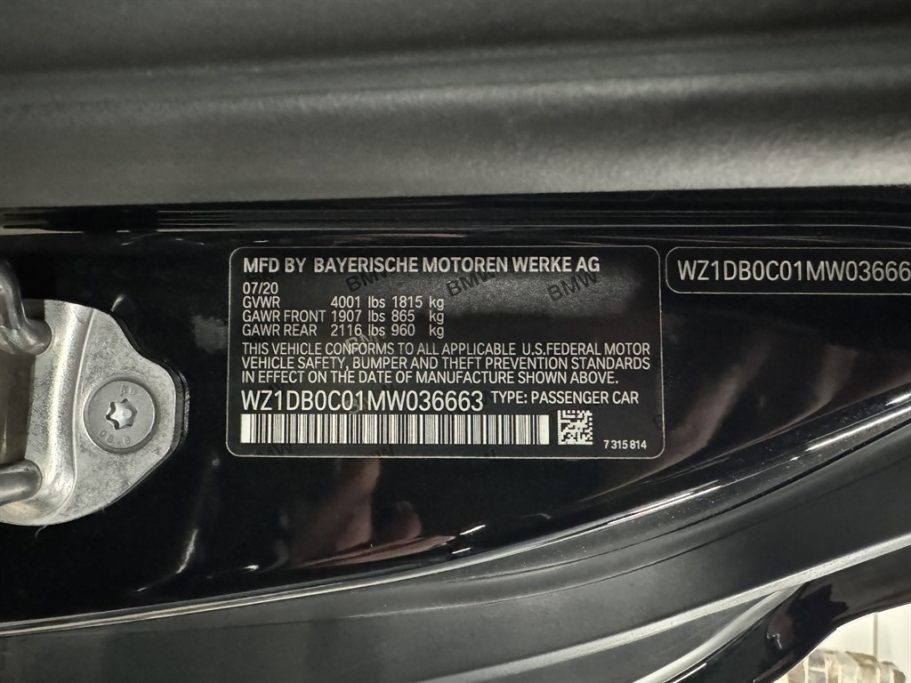 MFD BY BAYERISCHE MOTOREN WERKE AG
07/20
GVWR 4001 lbs 1815 kg
GAWR FRONT 1907 lbs 865 kg
GAWR REAR 2116 lbs 960 kg
THIS VEHICLE CONFORMS TO ALL APPLICABLE U.S.FEDERAL MOTOR
VEHICLE SAFETY, BUMPER AND THEFT PREVENTION STANDARDS
IN EFFECT ON THE DATE OF MANUFACTURE SHOWN ABOVE.
WZ1DB0C01MW036663 TYPE: PASSENGER CAR
7 315 814
WZ1DB0C01MW03666
BMW
BMW
BMW
BMW